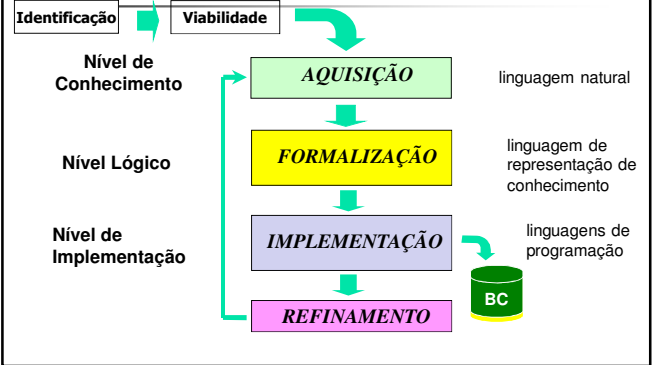 Identificação
Viabilidade
Nível de
Conhecimento
AQUISIÇÃO
linguagem natural
Nível Lógico
FORMALIZAÇÃO
linguagem de
representação de
conhecimento
Nível de
Implementação
IMPLEMENTAÇÃO
linguagens de
programação
BC
REFINAMENTO